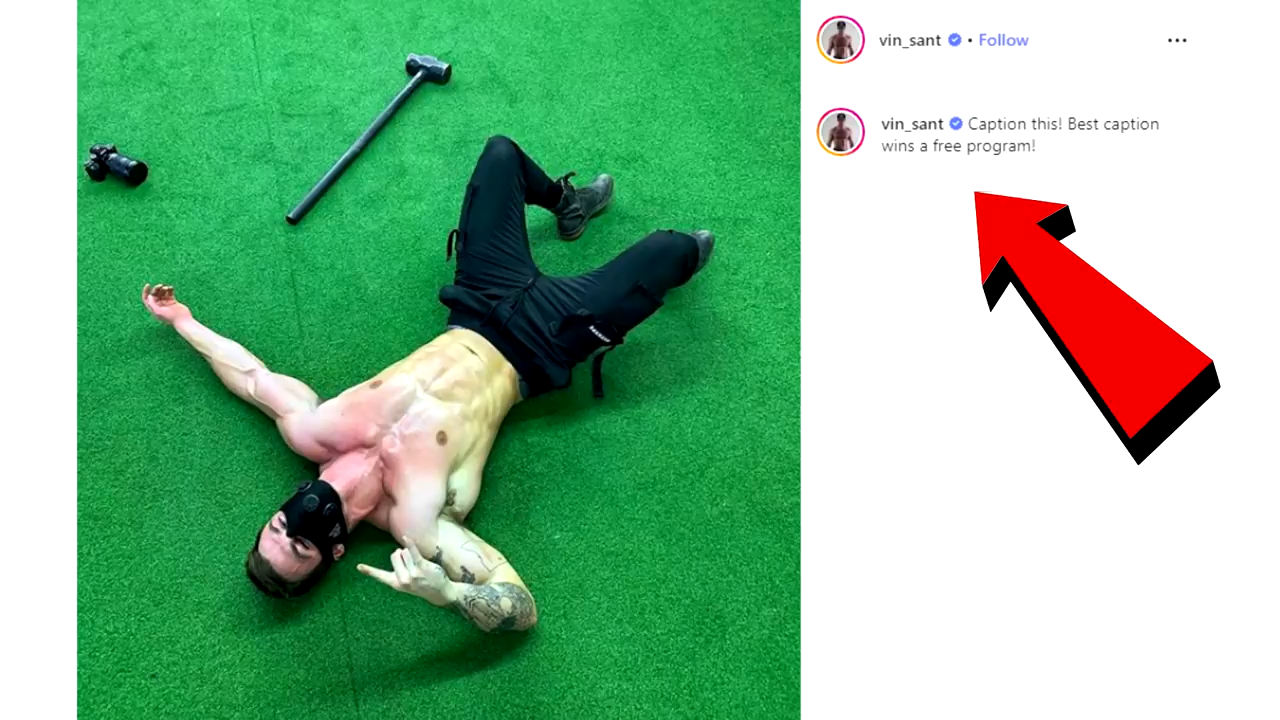 vin_sant • Follow
vin_sant Caption this! Best caption
wins a free program!